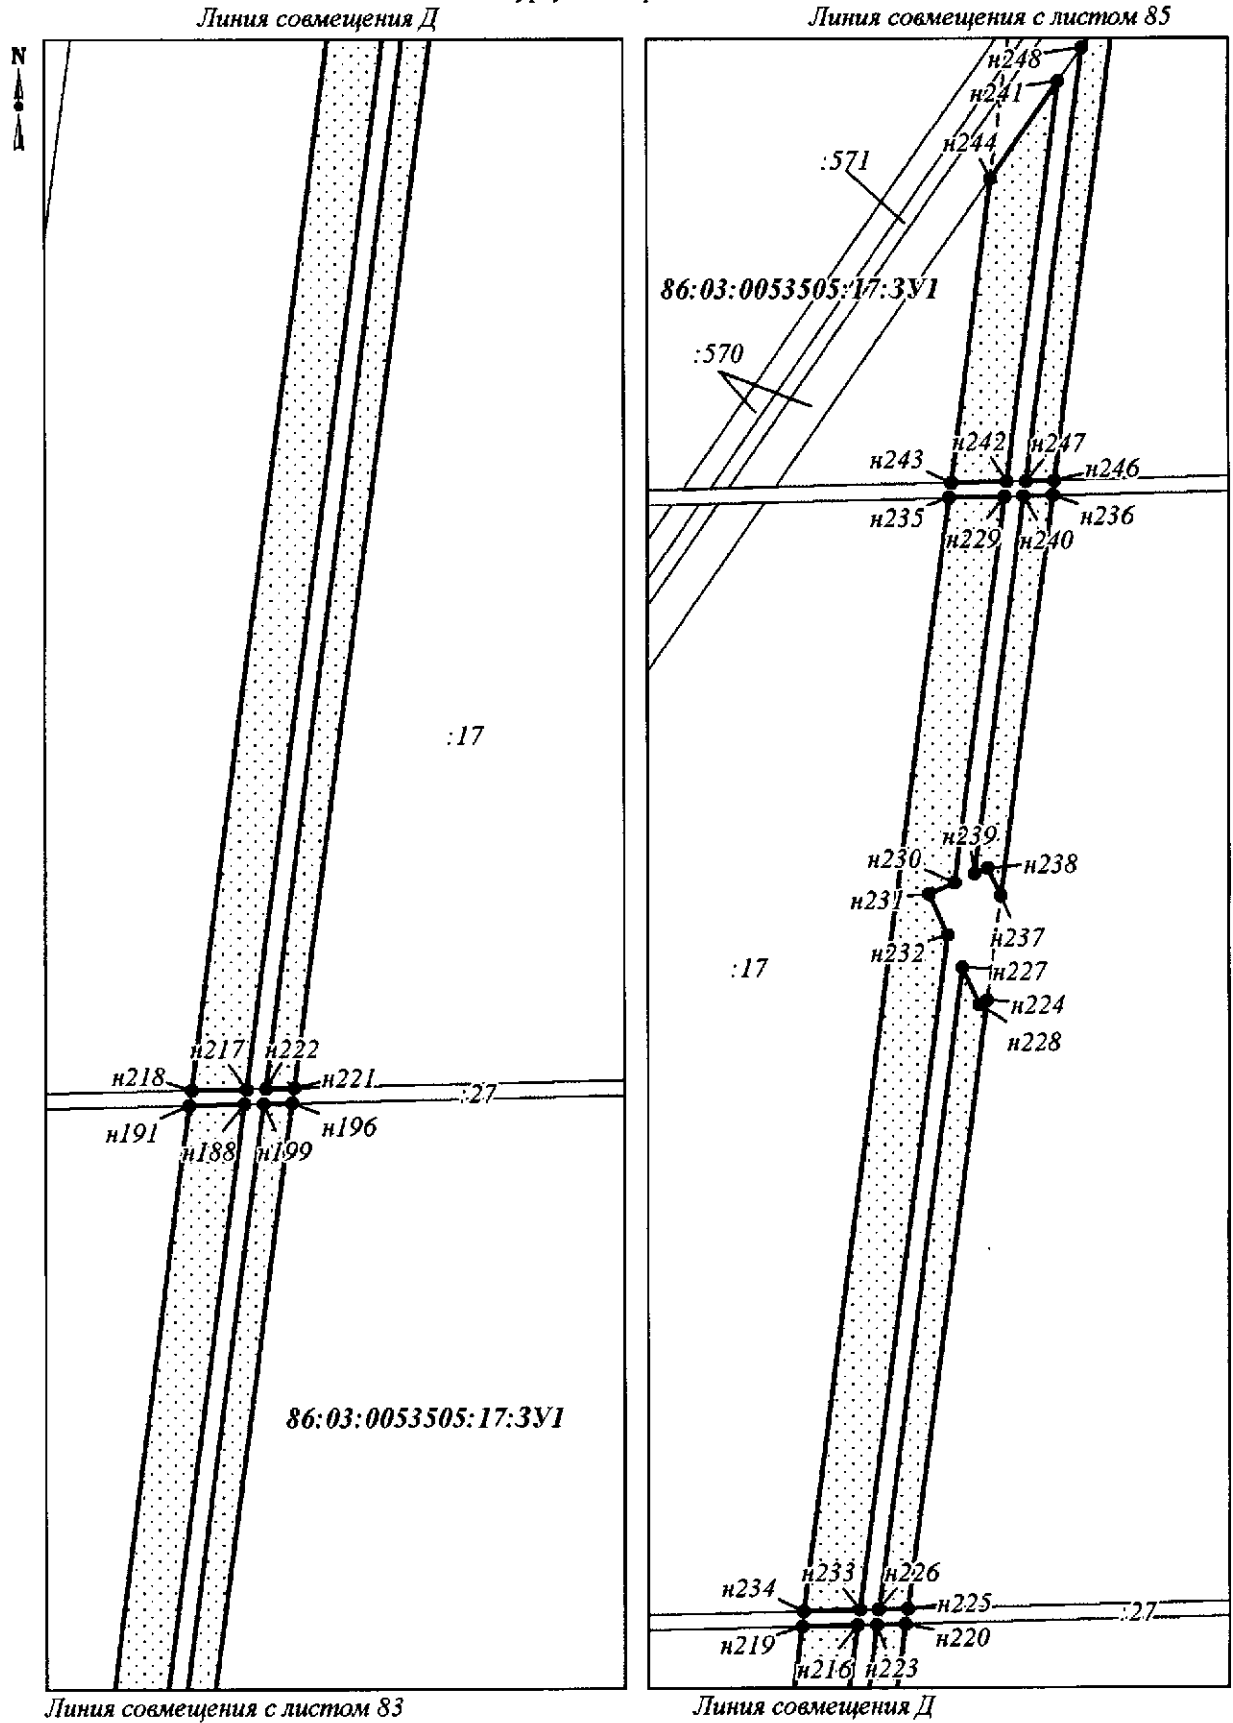 Линия совмещения Д
N
:17
н217
н222
н218
н221
:27
н191
н188
н199
н196
86:03:0053505:17:ЗУ1
Линия совмещения с листом 83
Линия совмещения с листом 85
н248
н241
н244
:571
86:03:0053505:17:ЗУ1
:570
н243
н242
н247
н246
н235
н229
н240
н236
н239
н230
н238
н231
н237
н232
:17
н227
н224
н228
н233
н226
н234
н225
:27
н219
н220
н216
н223
Линия совмещения Д